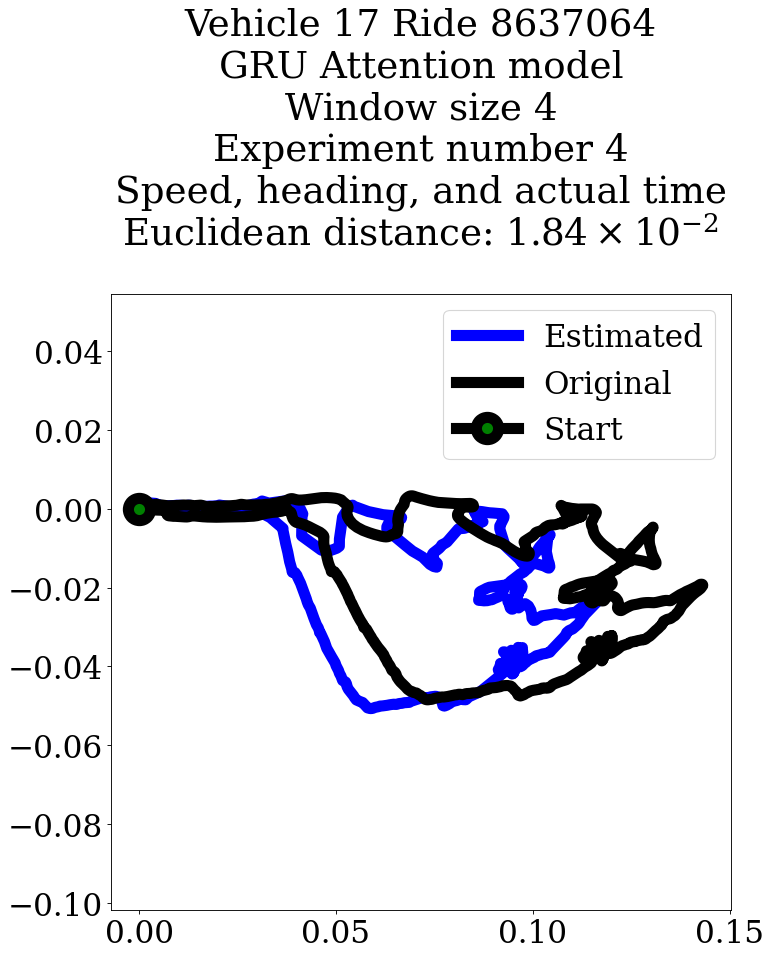 Vehicle 17 Ride 8637064
GRU Attention model
Window size 4
Experiment number 4
Speed, heading, and actual time
Euclidean distance: 1.84 × 10⁻²
Estimated
Original
Start
0.04
0.02
0.00
−0.02
−0.04
−0.06
−0.08
−0.10
0.00 0.05 0.10 0.15